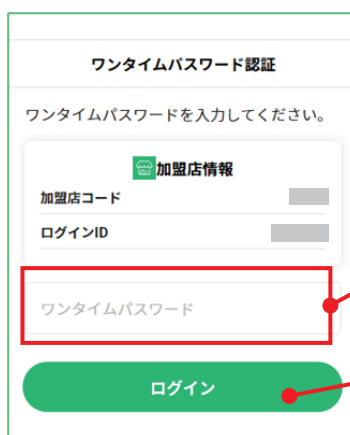 ワンタイムパスワード認証
ワンタイムパスワードを入力してください。
加盟店情報
加盟店コード
ログインID
ワンタイムパスワード
ログイン